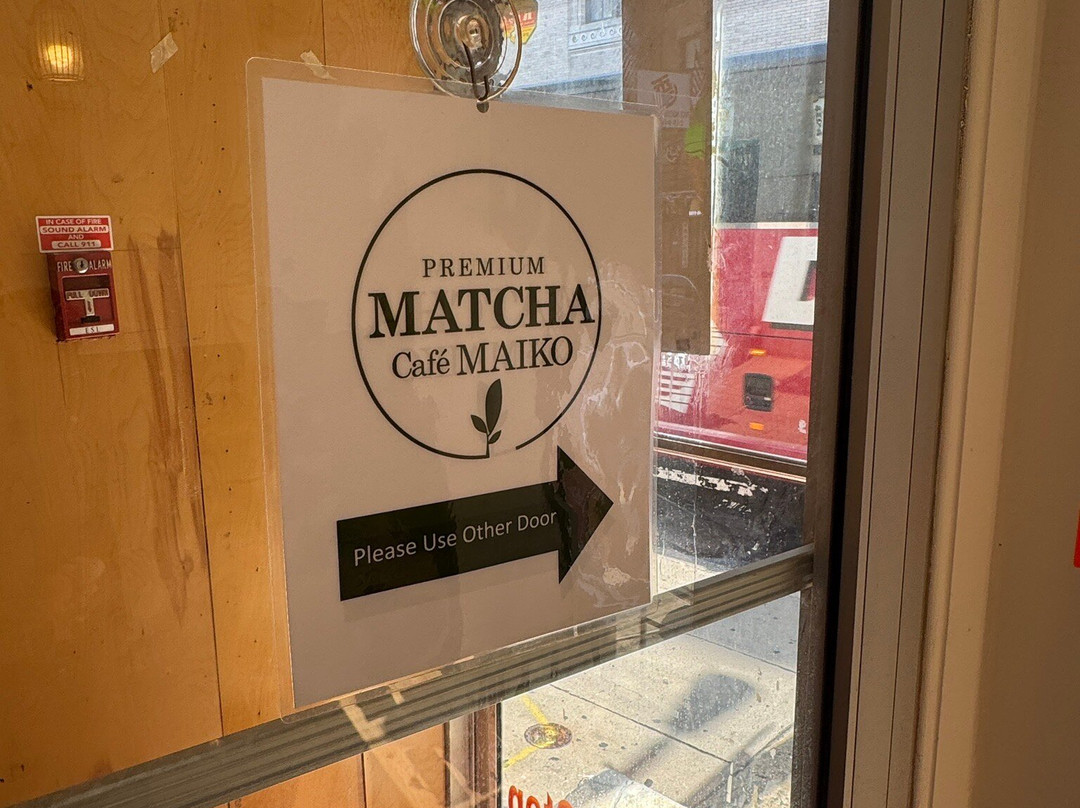 IN CASE OF FIRE
SOUND ALARM
AND
CALL 911
FIRE ALARM
PULL DOWN
ESL
PREMIUM
MATCHA
Café MAIKO
Please Use Other Door